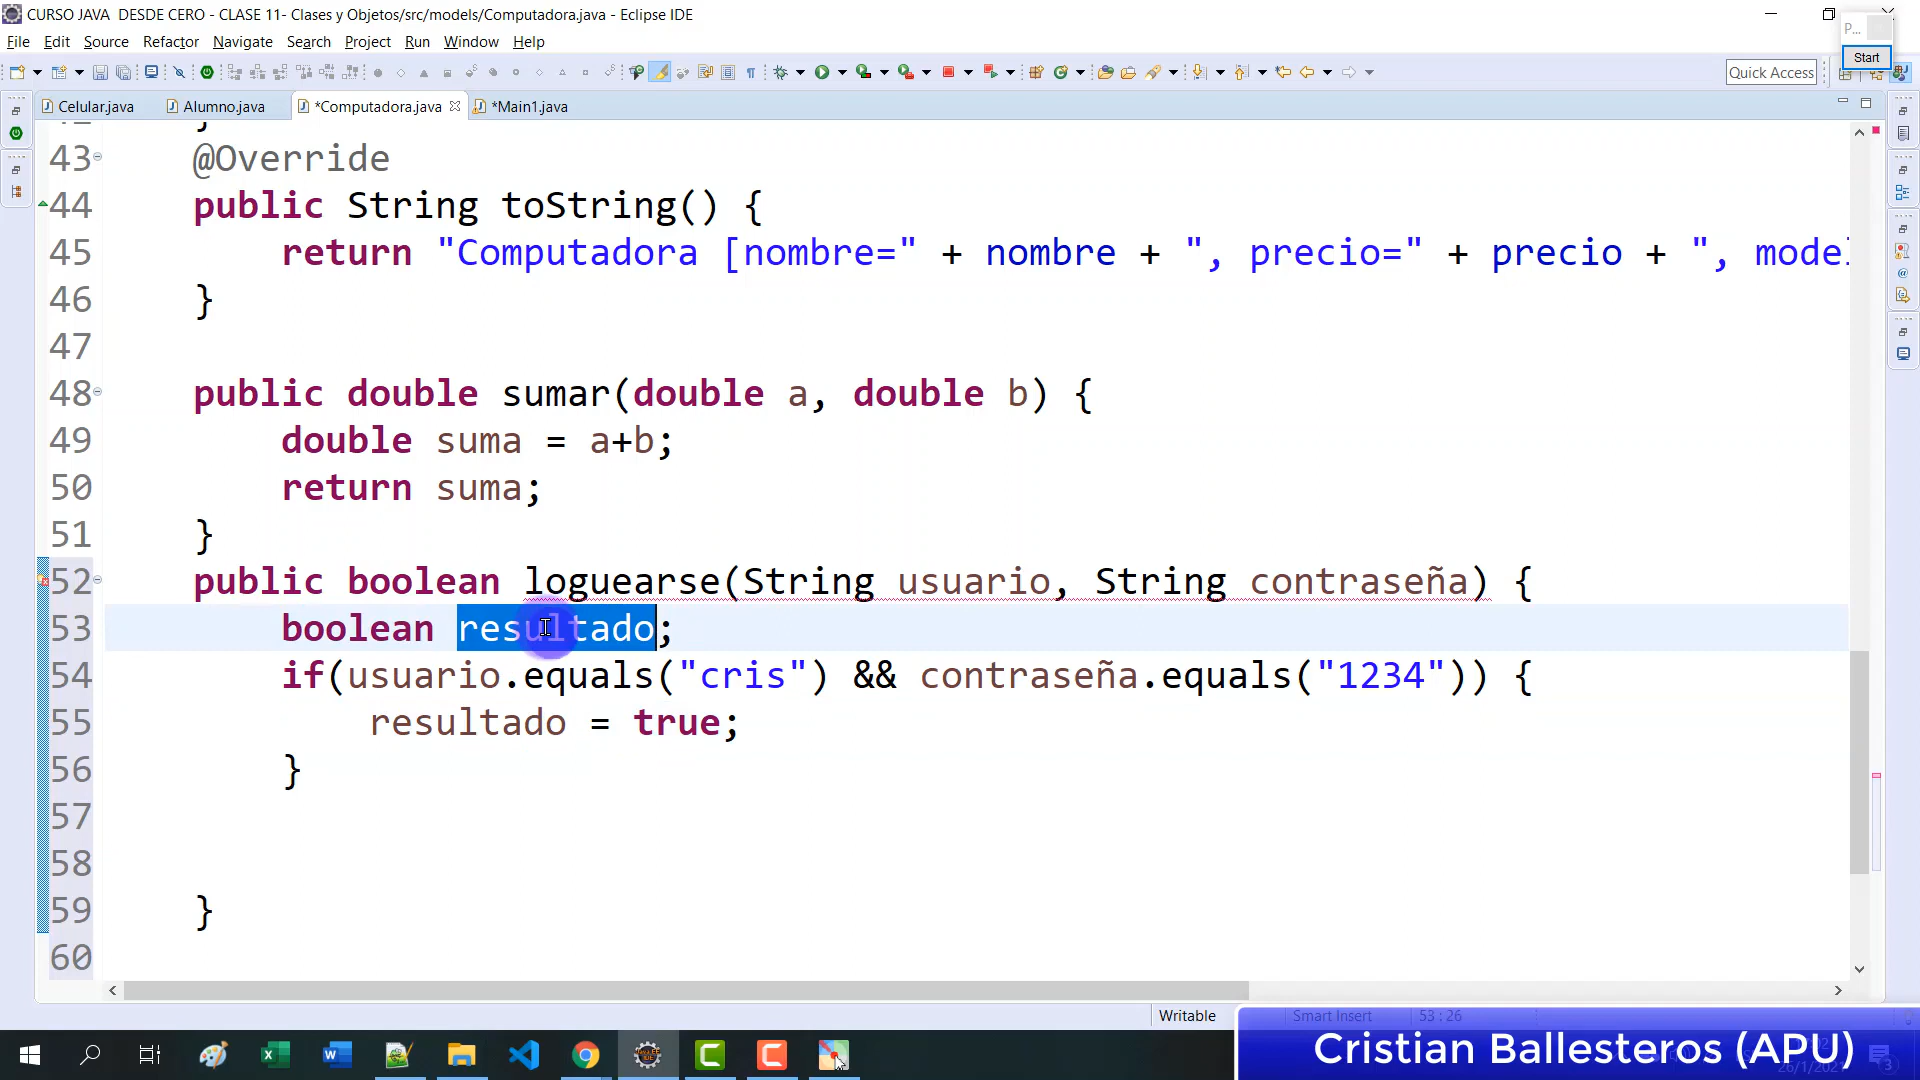 CURSO JAVA DESDE CERO - CLASE 11- Clases y Objetos/src/models/Computadora.java - Eclipse IDE
P...
File Edit Source Refactor Navigate Search Project Run Window Help
Start
Quick Access
Celular.java Alumno.java *Computadora.java *Main1.java
43 @Override
44 public String toString() {
45 return "Computadora [nombre=" + nombre + ", precio=" + precio + ", model
46 }
47
48 public double sumar(double a, double b) {
49 double suma = a+b;
50 return suma;
51 }
52 public boolean loguearse(String usuario, String contraseña) {
53 boolean resultado;
54 if(usuario.equals("cris") && contraseña.equals("1234")) {
55 resultado = true;
56 }
57
58
59 }
60
Writable Smart Insert 53 : 26
Cristian Ballesteros (APU)